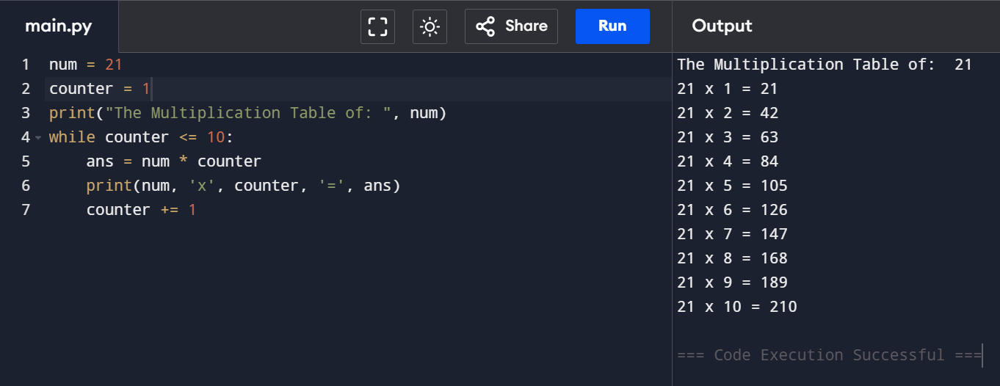 main.py
Share
Run
Output
1 num = 21
2 counter = 1
3 print("The Multiplication Table of: ", num)
4 while counter <= 10:
5     ans = num * counter
6     print(num, 'x', counter, '=', ans)
7     counter += 1
The Multiplication Table of:  21
21 x 1 = 21
21 x 2 = 42
21 x 3 = 63
21 x 4 = 84
21 x 5 = 105
21 x 6 = 126
21 x 7 = 147
21 x 8 = 168
21 x 9 = 189
21 x 10 = 210
=== Code Execution Successful ===